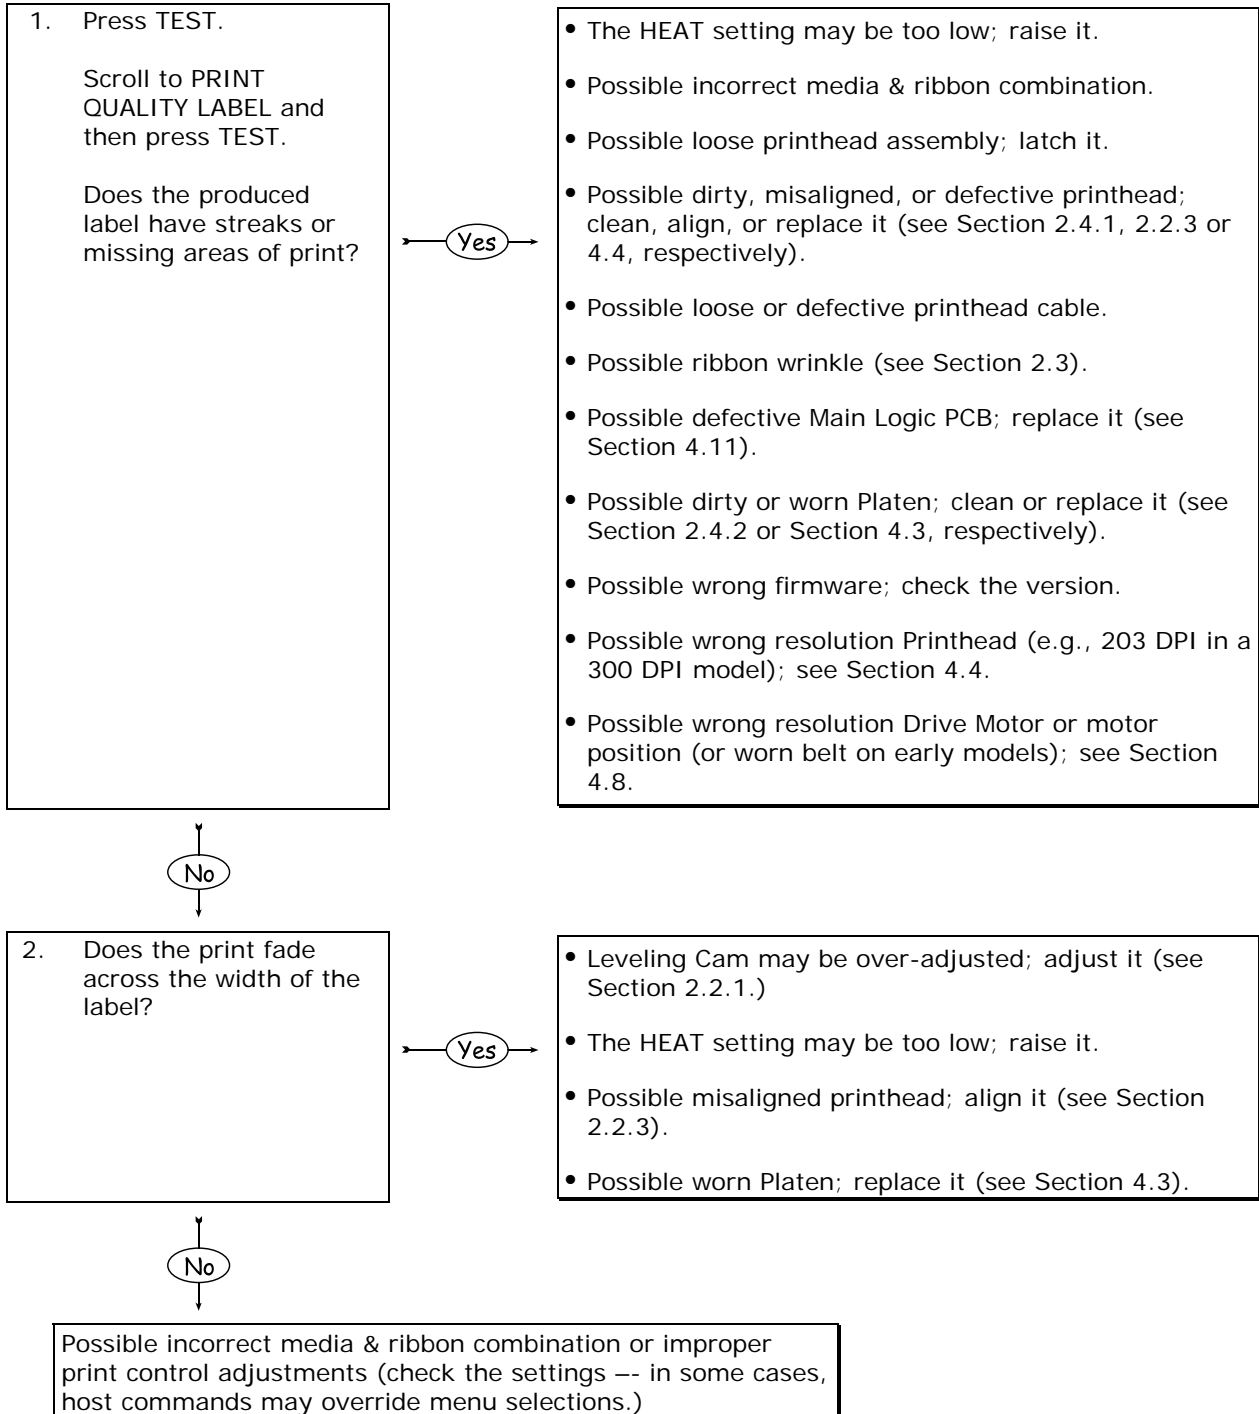 1. Press TEST.
Scroll to PRINT
QUALITY LABEL and
then press TEST.
Does the produced
label have streaks or
missing areas of print?
Yes
• The HEAT setting may be too low; raise it.
• Possible incorrect media & ribbon combination.
• Possible loose printhead assembly; latch it.
• Possible dirty, misaligned, or defective printhead;
clean, align, or replace it (see Section 2.4.1, 2.2.3 or
4.4, respectively).
• Possible loose or defective printhead cable.
• Possible ribbon wrinkle (see Section 2.3).
• Possible defective Main Logic PCB; replace it (see
Section 4.11).
• Possible dirty or worn Platen; clean or replace it (see
Section 2.4.2 or Section 4.3, respectively).
• Possible wrong firmware; check the version.
• Possible wrong resolution Printhead (e.g., 203 DPI in a
300 DPI model); see Section 4.4.
• Possible wrong resolution Drive Motor or motor
position (or worn belt on early models); see Section
4.8.
No
2. Does the print fade
across the width of the
label?
Yes
• Leveling Cam may be over-adjusted; adjust it (see
Section 2.2.1.)
• The HEAT setting may be too low; raise it.
• Possible misaligned printhead; align it (see Section
2.2.3).
• Possible worn Platen; replace it (see Section 4.3).
No
Possible incorrect media & ribbon combination or improper
print control adjustments (check the settings –- in some cases,
host commands may override menu selections.)